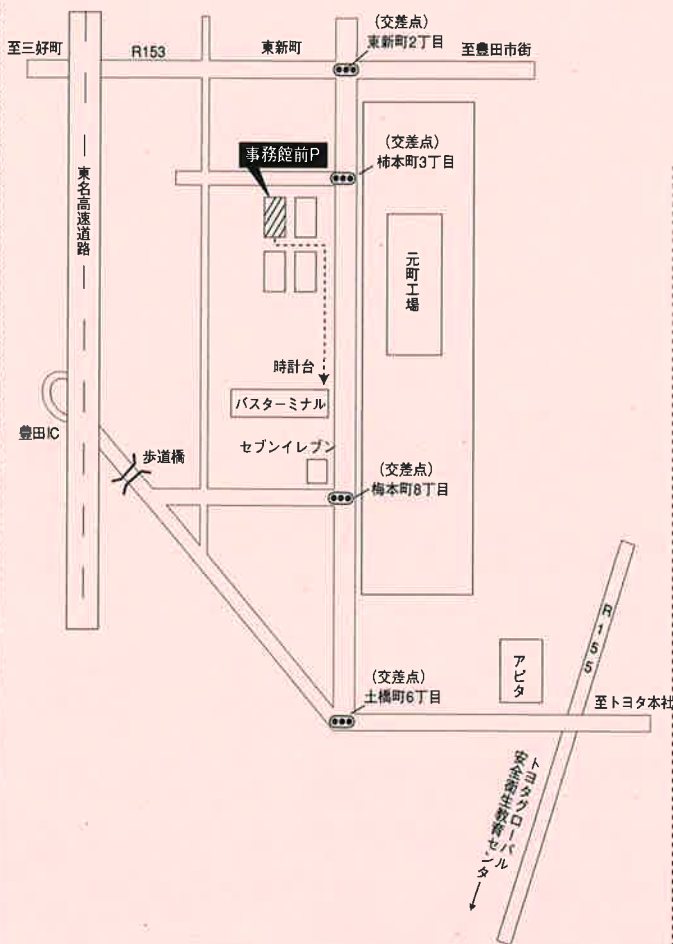 至三好町
R153
東新町
(交差点)
東新町2丁目
至豊田市街
東名高速道路
事務館前P
(交差点)
柿本町3丁目
元町工場
時計台
バスターミナル
豊田IC
歩道橋
セブンイレブン
(交差点)
梅本町8丁目
R155
アピタ
(交差点)
土橋町6丁目
至トヨタ本社
トヨタグローバル
安全衛生教育センタ